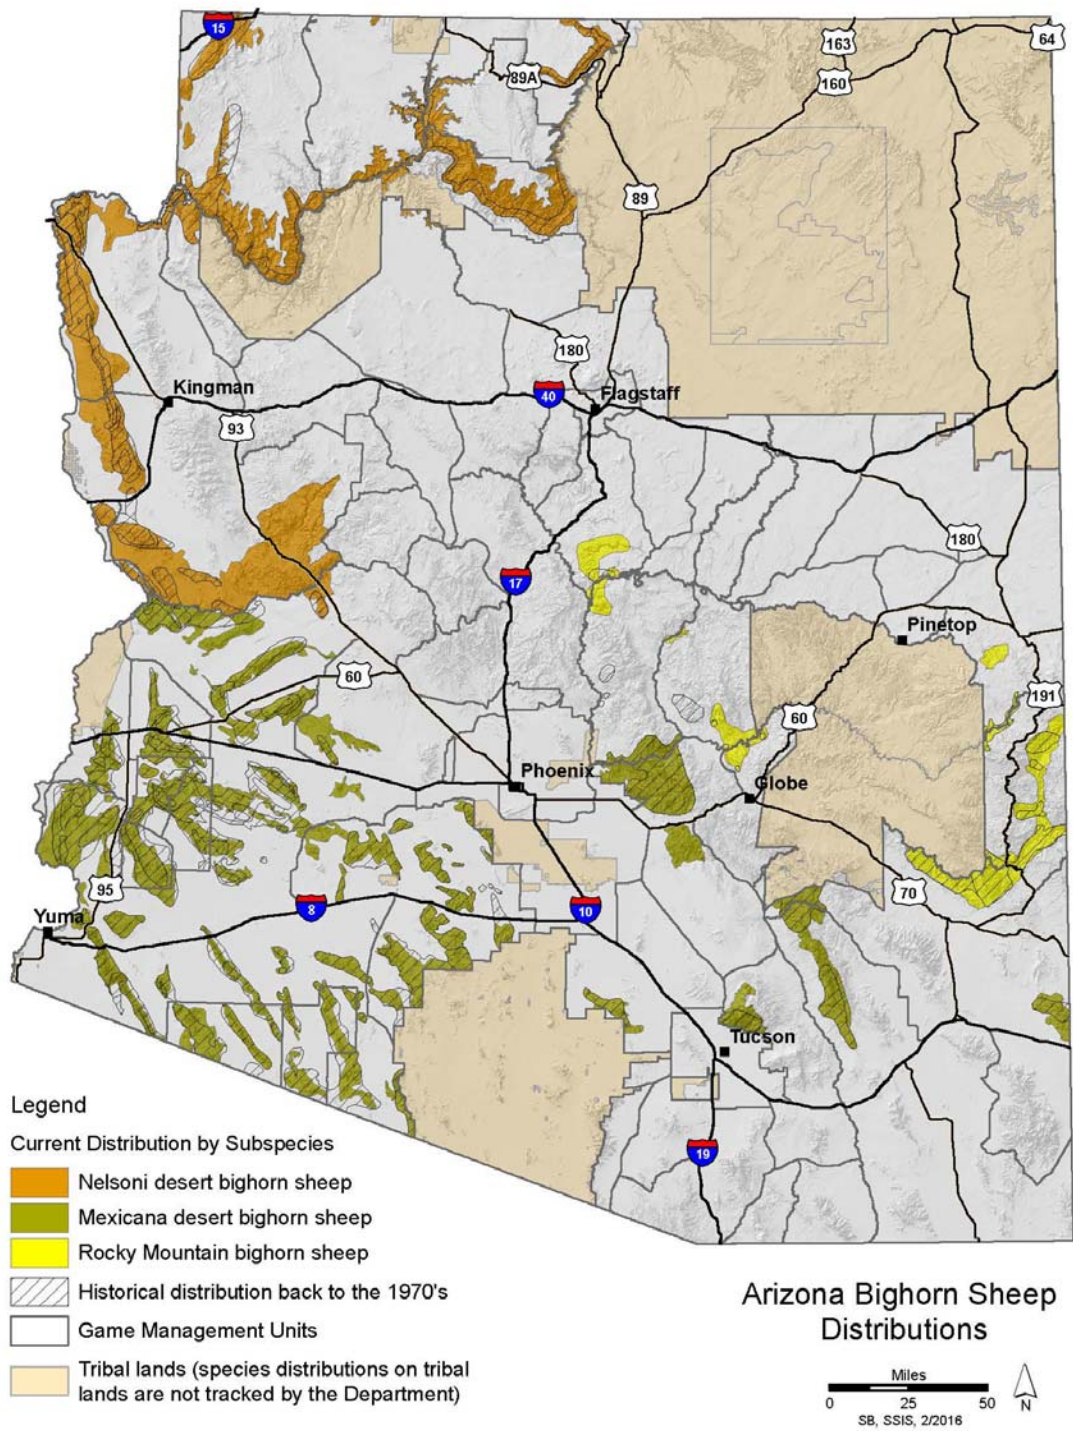 15
163
64
89A
160
89
180
Kingman
40
Flagstaff
93
180
17
Pinetop
60
191
60
Phoenix
Globe
95
8
10
70
Yuma
Tucson
19
Legend
Current Distribution by Subspecies
Nelsoni desert bighorn sheep
Mexicana desert bighorn sheep
Rocky Mountain bighorn sheep
Historical distribution back to the 1970's
Game Management Units
Tribal lands (species distributions on tribal
lands are not tracked by the Department)
Arizona Bighorn Sheep
Distributions
Miles
0 25 50
N
SB, SSIS, 2/2016